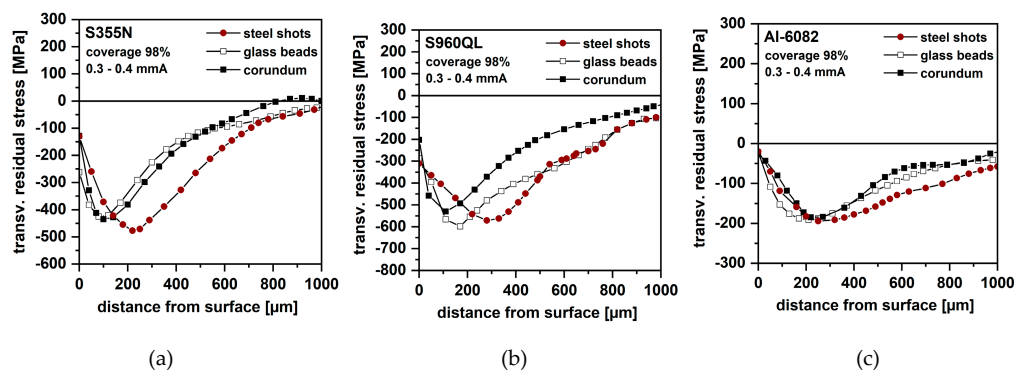 S355N
coverage 98%
0.3 - 0.4 mmA
steel shots
glass beads
corundum
300
200
100
0
-100
-200
-300
-400
-500
-600
transv. residual stress [MPa]
0 200 400 600 800 1000
distance from surface [µm]
(a)
S960QL
coverage 98%
0.3 - 0.4 mmA
steel shots
glass beads
corundum
300
200
100
0
-100
-200
-300
-400
-500
-600
-700
-800
transv. residual stress [MPa]
0 200 400 600 800 1000
distance from surface [µm]
(b)
Al-6082
coverage 98%
0.3 - 0.4 mmA
steel shots
glass beads
corundum
300
200
100
0
-100
-200
-300
transv. residual stress [MPa]
0 200 400 600 800 1000
distance from surface [µm]
(c)